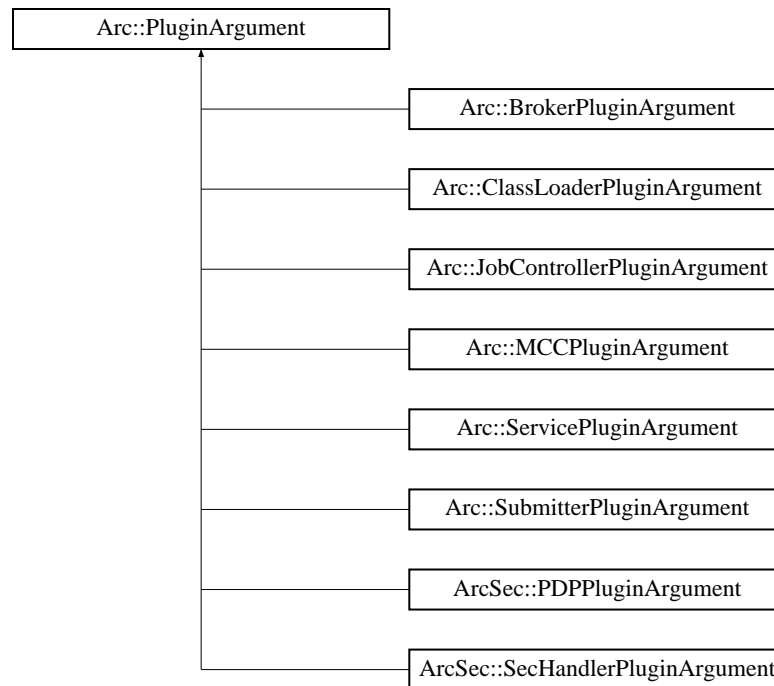 Arc::PluginArgument
Arc::BrokerPluginArgument
Arc::ClassLoaderPluginArgument
Arc::JobControllerPluginArgument
Arc::MCCPluginArgument
Arc::ServicePluginArgument
Arc::SubmitterPluginArgument
ArcSec::PDPPluginArgument
ArcSec::SecHandlerPluginArgument